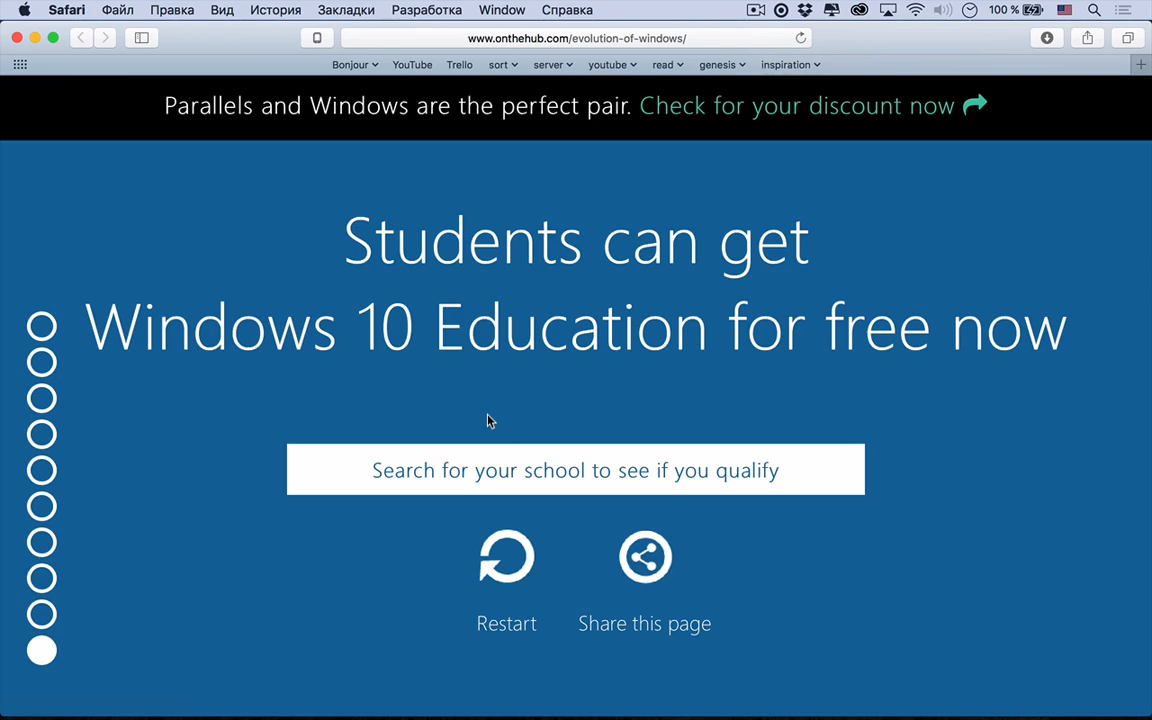 Safari Файл Правка Вид История Закладки Разработка Window Справка 100 %
www.onthehub.com/evolution-of-windows/
Bonjour YouTube Trello sort server youtube read genesis inspiration
Parallels and Windows are the perfect pair. Check for your discount now
Students can get
Windows 10 Education for free now
Search for your school to see if you qualify
Restart Share this page